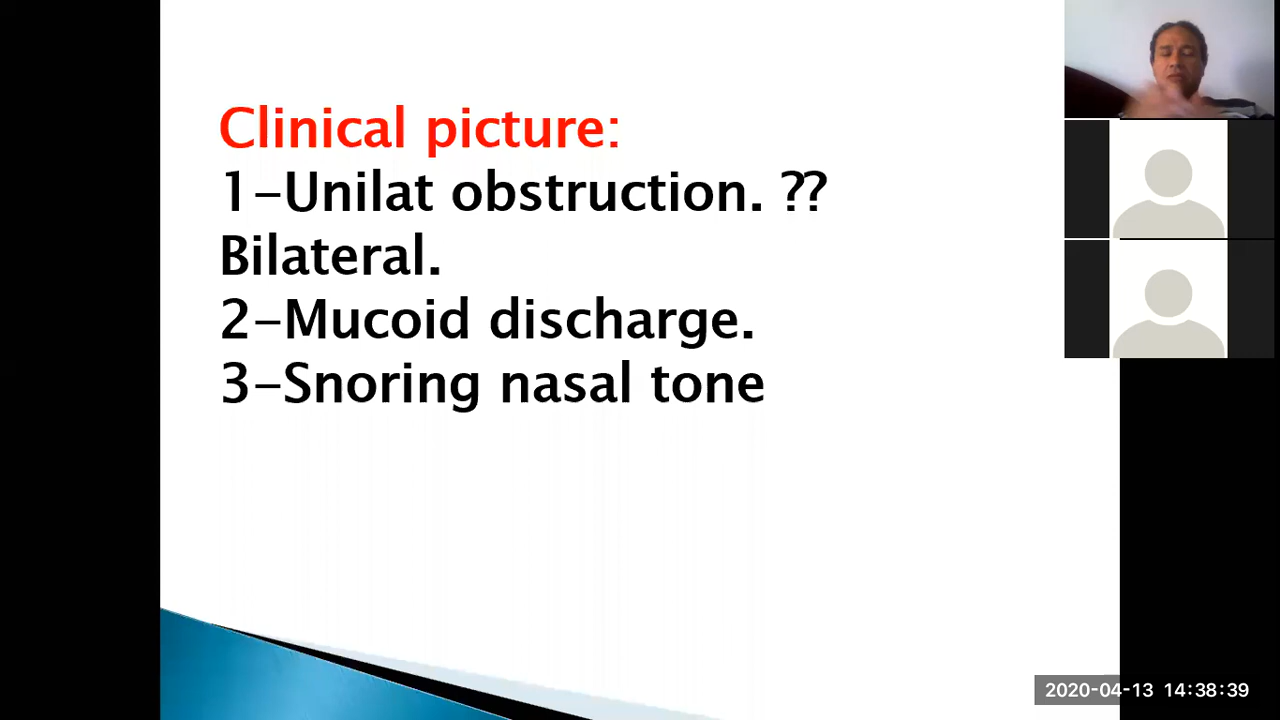 Clinical picture:
1-Unilat obstruction. ??
Bilateral.
2-Mucoid discharge.
3-Snoring nasal tone
2020-04-13 14:38:39